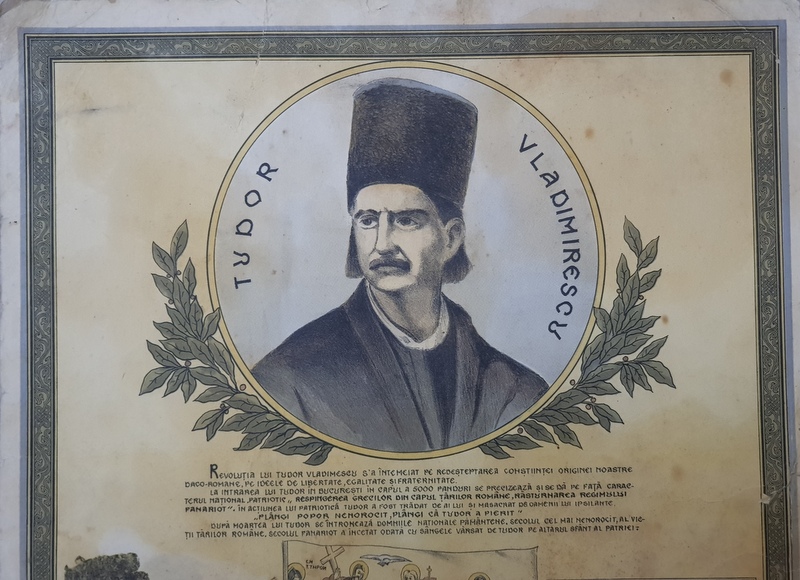 TUDOR VLADIMIRESCU
REVOLUȚIA LUI TUDOR VLADIMESCU S'A ÎNTEMEIAT PE REDEȘTEPTAREA CONSTIINȚEI ORIGINEI NOASTRE
DACO-ROMANE, PE IDEELE DE LIBERTATE, EGALITATE ȘI FRATERNITATE.
LA INTRAREA LUI TUDOR IN BUCUREȘTI ÎN CAPUL A 5000 PANDURI SE PRECIZEAZĂ ȘI SE DĂ PE FAȚĂ CARAC-
TERUL NAȚIONAL „PATRIOTIC„, RESPINGEREA GRECILOR DIN CAPUL ȚĂRILOR ROMÂNE, RĂSTURNAREA REGIMULUI
FANARIOT". IN ACȚIUNEA LUI PATRIOTICĂ TUDOR A FOST TRĂDAT DE AI LUI ȘI MASACRAT DE OAMENII LUI IPSILANTE.
„PLÂNGI POPOR NENOROCIT, PLÂNGI CĂ TUDOR A PIERIT"
DUPĂ MOARTEA LUI TUDOR SE ÎNTRONEAZĂ DOMNIILE NAȚIONALE PĂMÂNTENE, SECOLUL CEL MAI NENOROCIT, AL VIE-
ȚII ȚĂRILOR ROMÂNE, SECOLUL FANARIOT A ÎNCETAT ODATĂ CU SÂNGELE VĂRSAT DE TUDOR PE ALTARUL SFÂNT AL PATRIEI: